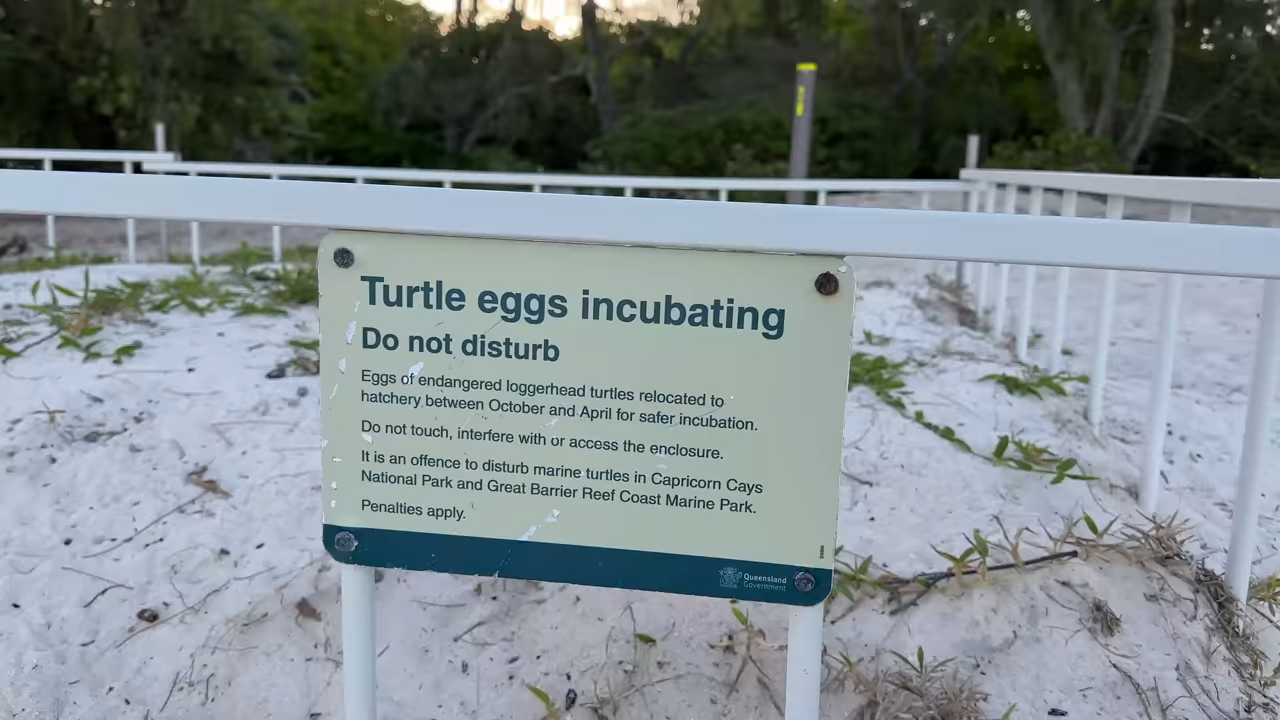 Turtle eggs incubating
Do not disturb
Eggs of endangered loggerhead turtles relocated to
hatchery between October and April for safer incubation.
Do not touch, interfere with or access the enclosure.
It is an offence to disturb marine turtles in Capricorn Cays
National Park and Great Barrier Reef Coast Marine Park.
Penalties apply.
Queensland
Government